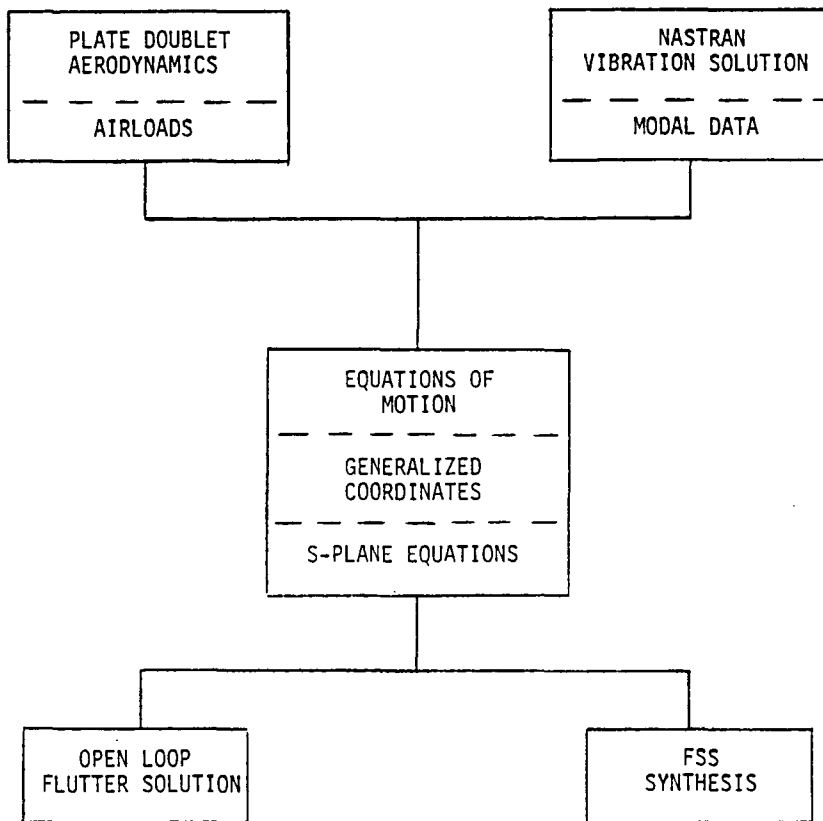 PLATE DOUBLET
AERODYNAMICS
AIRLOADS
NASTRAN
VIBRATION SOLUTION
MODAL DATA
EQUATIONS OF
MOTION
GENERALIZED
COORDINATES
S-PLANE EQUATIONS
OPEN LOOP
FLUTTER SOLUTION
FSS
SYNTHESIS